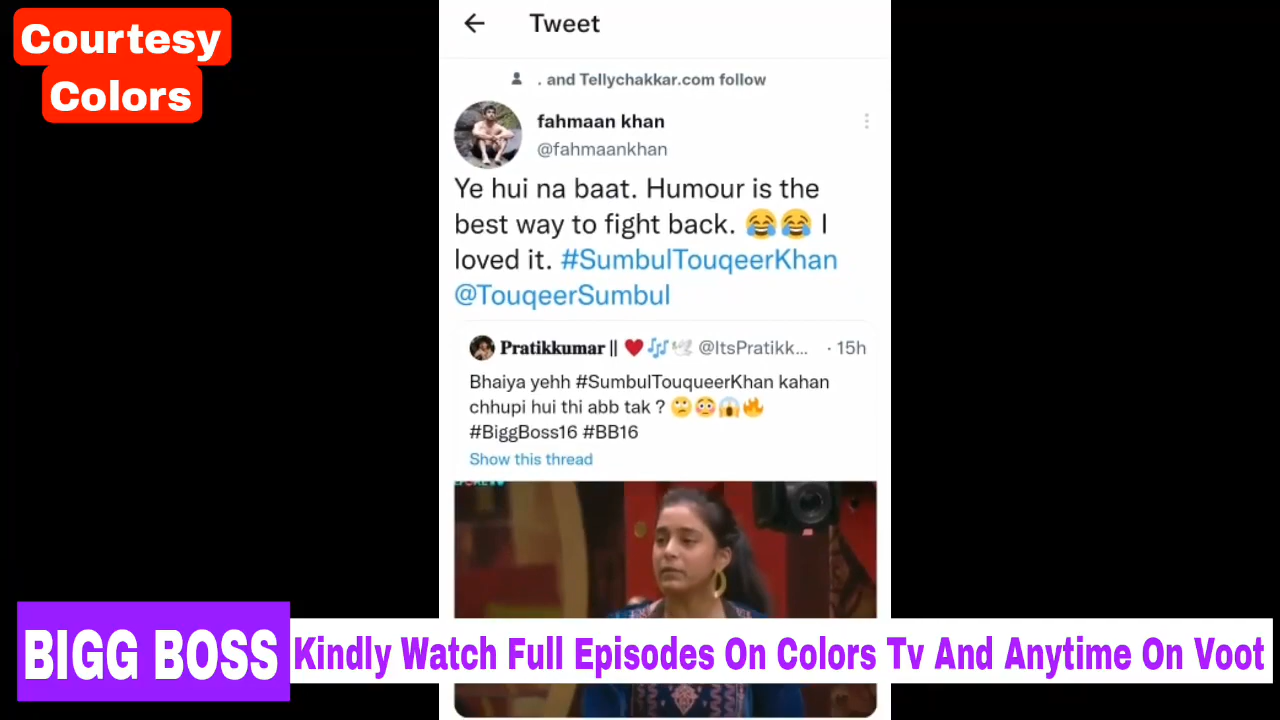 Courtesy
Colors
Tweet
. and Tellychakkar.com follow
fahmaan khan
@fahmaankhan
Ye hui na baat. Humour is the
best way to fight back. 😂😂 I
loved it. #SumbulTouqeerKhan
@TouqeerSumbul
Pratikkumar || ❤️🎶🕊️ @ItsPratikk... · 15h
Bhaiya yehh #SumbulTouqueerKhan kahan
chhupi hui thi abb tak ? 🙄😳😱🔥
#BiggBoss16 #BB16
Show this thread
BIGG BOSS
Kindly Watch Full Episodes On Colors Tv And Anytime On Voot